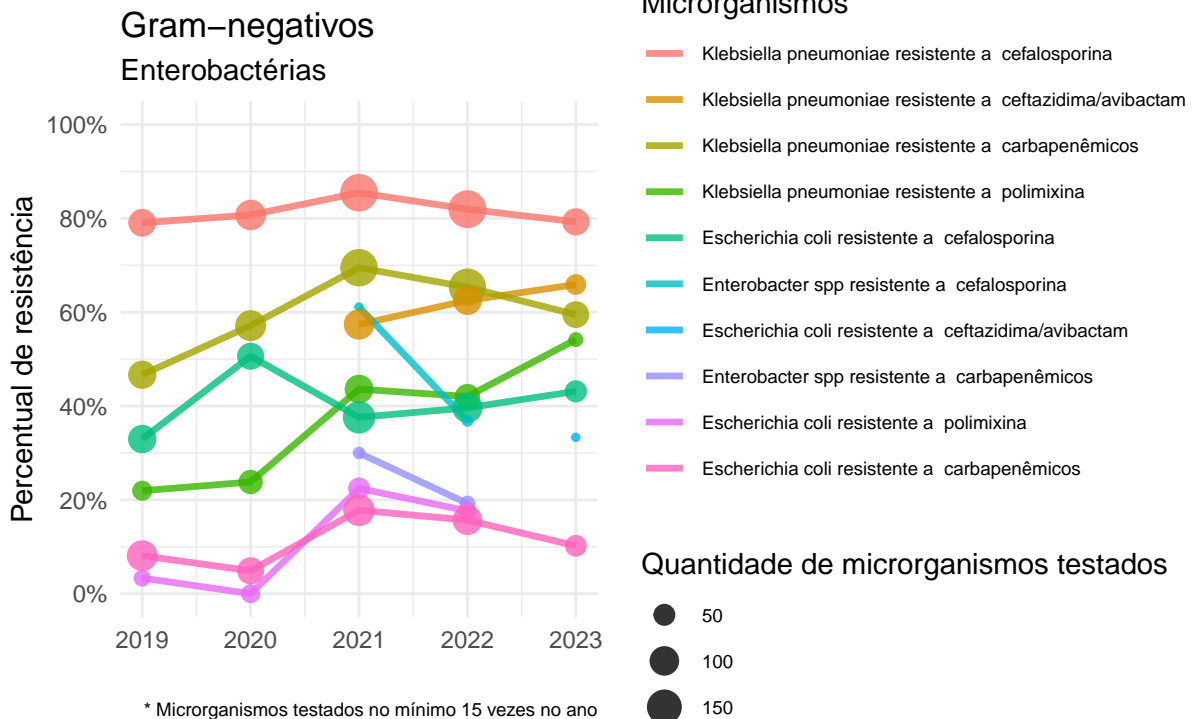 Gram−negativos
Enterobactérias
100%
80%
60%
40%
20%
0%
Percentual de resistência
2019
2020
2021
2022
2023
* Microrganismos testados no mínimo 15 vezes no ano
Microrganismos
Klebsiella pneumoniae resistente a  cefalosporina
Klebsiella pneumoniae resistente a  ceftazidima/avibactam
Klebsiella pneumoniae resistente a  carbapenêmicos
Klebsiella pneumoniae resistente a  polimixina
Escherichia coli resistente a  cefalosporina
Enterobacter spp resistente a  cefalosporina
Escherichia coli resistente a  ceftazidima/avibactam
Enterobacter spp resistente a  carbapenêmicos
Escherichia coli resistente a  polimixina
Escherichia coli resistente a  carbapenêmicos
Quantidade de microrganismos testados
50
100
150